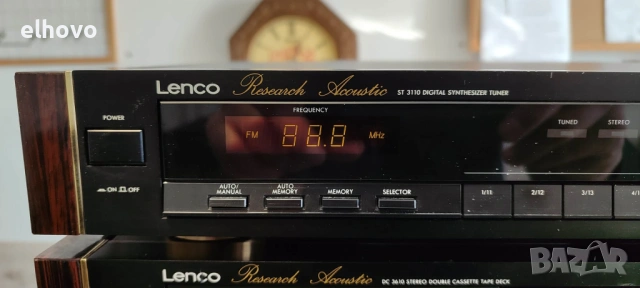 elhovo
Lenco Research Acoustic ST 3110 DIGITAL SYNTHESIZER TUNER
FREQUENCY
POWER
FM 88.8 MHz
TUNED STEREO
ON OFF
AUTO/MANUAL AUTO MEMORY MEMORY SELECTOR
1/11 2/12 3/13
Lenco Research Acoustic DC 3610 STEREO DOUBLE CASSETTE TAPE DECK
BAZAR